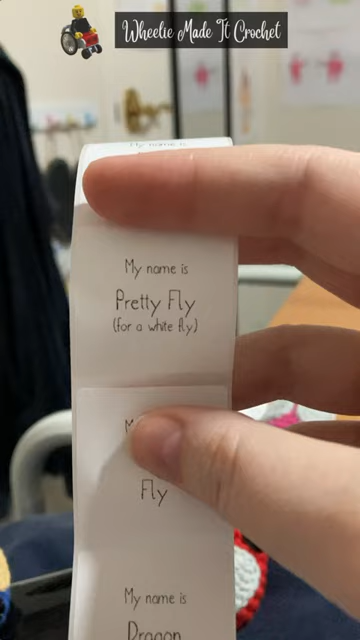 Wheelie Made It Crochet
My name is
My name is
Pretty Fly
(for a white fly)
M
Fly
My name is
Dragon